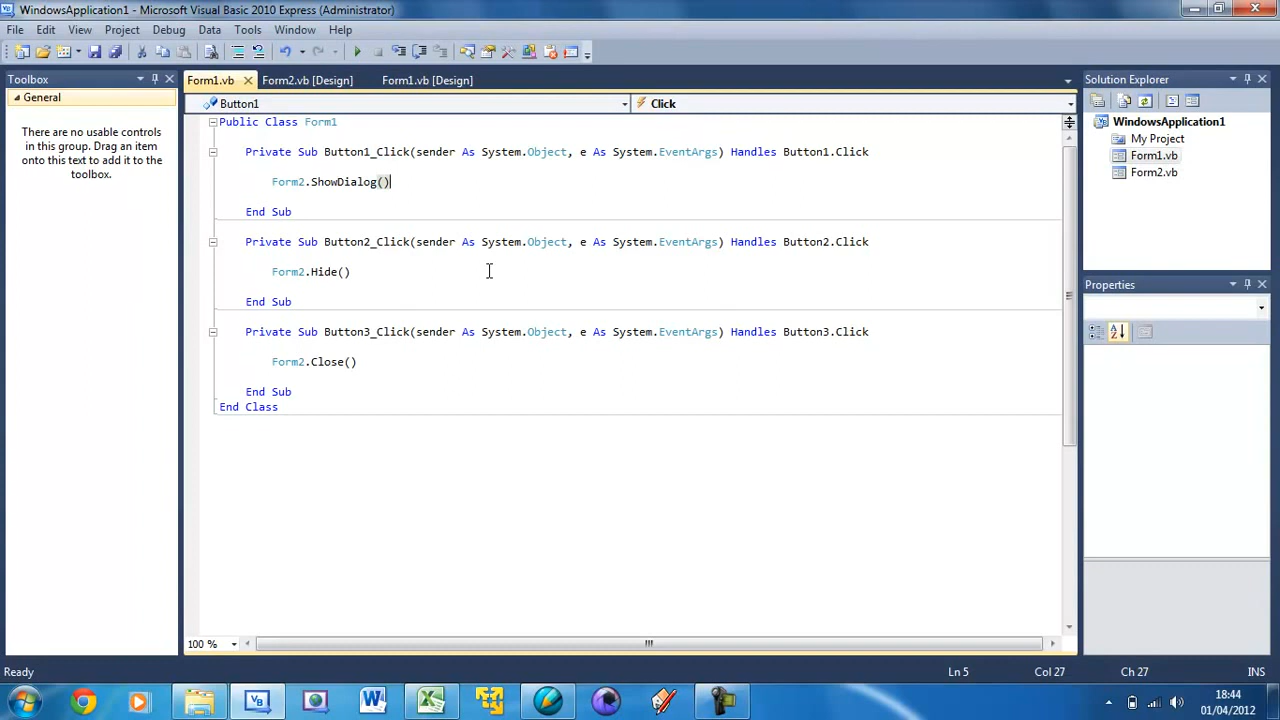 WindowsApplication1 - Microsoft Visual Basic 2010 Express (Administrator)
File Edit View Project Debug Data Tools Window Help
Toolbox
General
There are no usable controls
in this group. Drag an item
onto this text to add it to the
toolbox.
Form1.vb Form2.vb [Design] Form1.vb [Design]
Button1 Click
Public Class Form1
Private Sub Button1_Click(sender As System.Object, e As System.EventArgs) Handles Button1.Click
Form2.ShowDialog()
End Sub
Private Sub Button2_Click(sender As System.Object, e As System.EventArgs) Handles Button2.Click
Form2.Hide()
End Sub
Private Sub Button3_Click(sender As System.Object, e As System.EventArgs) Handles Button3.Click
Form2.Close()
End Sub
End Class
100 %
Solution Explorer
WindowsApplication1
My Project
Form1.vb
Form2.vb
Properties
Ready Ln 5 Col 27 Ch 27 INS
18:44
01/04/2012